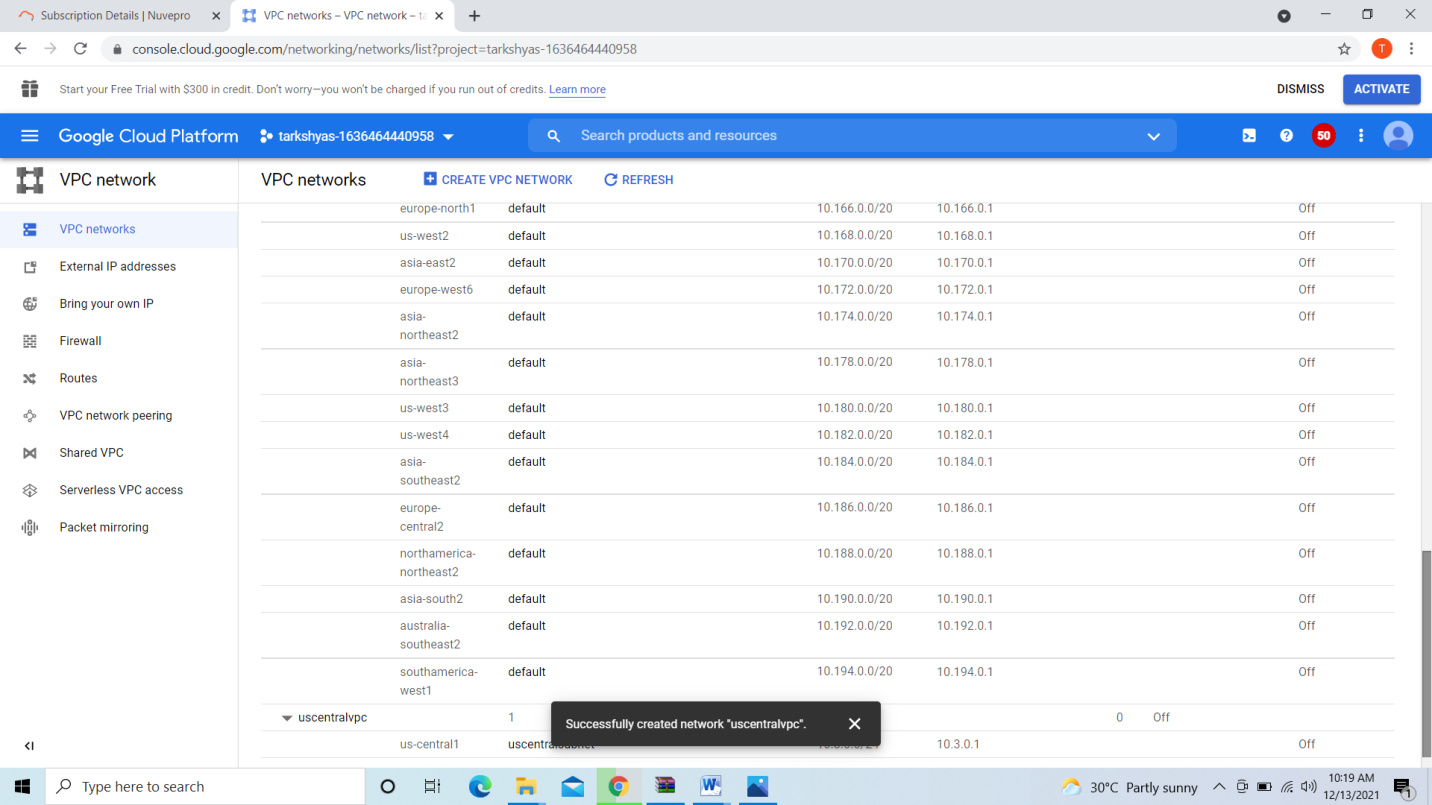 Subscription Details | Nuvepro
VPC networks – VPC network – ta
console.cloud.google.com/networking/networks/list?project=tarkshyas-1636464440958
T
Start your Free Trial with $300 in credit. Don't worry—you won't be charged if you run out of credits. Learn more
DISMISS
ACTIVATE
Google Cloud Platform
tarkshyas-1636464440958
Search products and resources
50
VPC network
VPC networks
CREATE VPC NETWORK
REFRESH
VPC networks
External IP addresses
Bring your own IP
Firewall
Routes
VPC network peering
Shared VPC
Serverless VPC access
Packet mirroring
europe-north1 default 10.166.0.0/20 10.166.0.1 Off
us-west2 default 10.168.0.0/20 10.168.0.1 Off
asia-east2 default 10.170.0.0/20 10.170.0.1 Off
europe-west6 default 10.172.0.0/20 10.172.0.1 Off
asia- default 10.174.0.0/20 10.174.0.1 Off
northeast2
asia- default 10.178.0.0/20 10.178.0.1 Off
northeast3
us-west3 default 10.180.0.0/20 10.180.0.1 Off
us-west4 default 10.182.0.0/20 10.182.0.1 Off
asia- default 10.184.0.0/20 10.184.0.1 Off
southeast2
europe- default 10.186.0.0/20 10.186.0.1 Off
central2
northamerica- default 10.188.0.0/20 10.188.0.1 Off
northeast2
asia-south2 default 10.190.0.0/20 10.190.0.1 Off
australia- default 10.192.0.0/20 10.192.0.1 Off
southeast2
southamerica- default 10.194.0.0/20 10.194.0.1 Off
west1
uscentralvpc 1 0 Off
Successfully created network "uscentralvpc".
us-central1 uscentralsubnet 10.3.0.1 Off
Type here to search
30°C Partly sunny
10:19 AM
12/13/2021
1